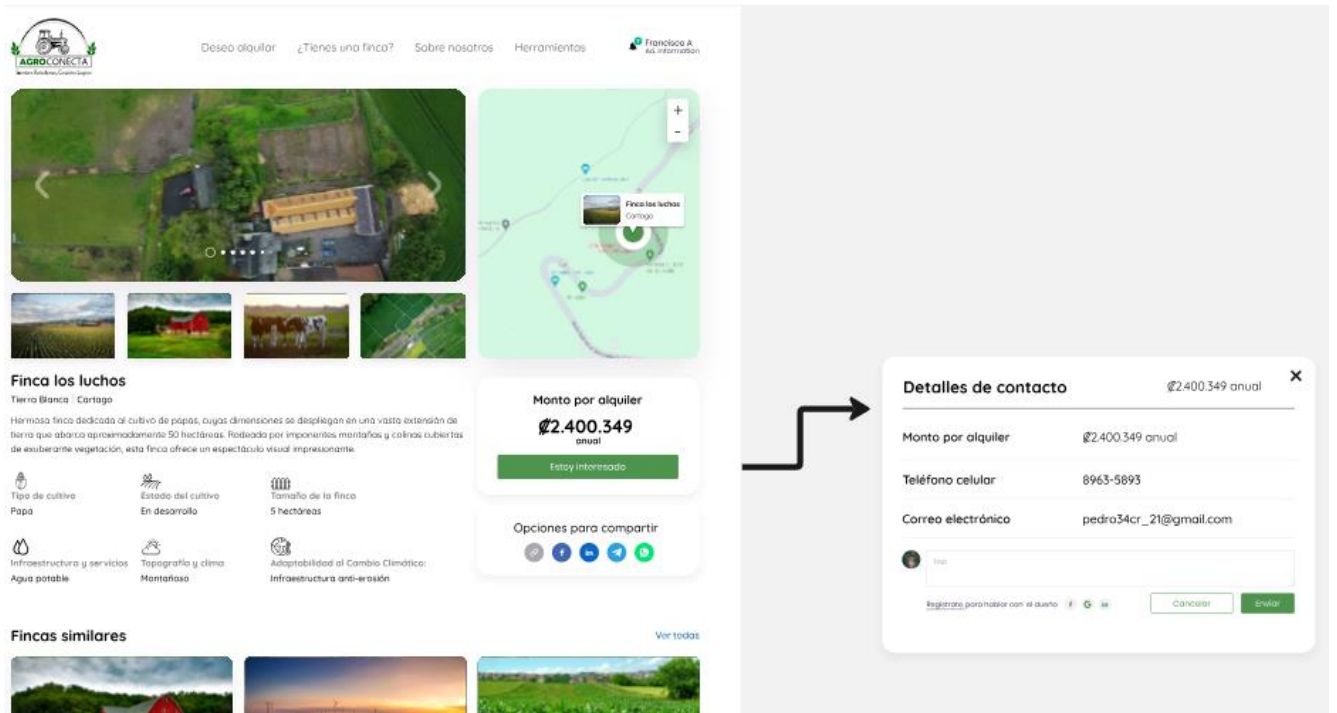 AGROCONECTA
Deseo alquilar
¿Tienes una finca?
Sobre nosotros
Herramientas
Francisco A
Ad. information
+
-
Finca los luchos
Cartago
Finca los luchos
Tierra Blanca | Cartago
Hermosa finca dedicada al cultivo de papas, cuyas dimensiones se despliegan en una vasta extensión de
tierra que abarca aproximadamente 50 hectáreas. Rodeada por imponentes montañas y colinas cubiertas
de exuberante vegetación, esta finca ofrece un espectáculo visual impresionante.
Tipo de cultivo
Papa
Estado del cultivo
En desarrollo
Tamaño de la finca
5 hectáreas
Infraestructura y servicios
Agua potable
Topografía y clima
Montañoso
Adaptabilidad al Cambio Climático:
Infraestructura anti-erosión
Monto por alquiler
₡2.400.349
anual
Estoy interesado
Opciones para compartir
Fincas similares
Ver todas
Detalles de contacto
₡2.400.349 anual
Monto por alquiler
₡2.400.349 anual
Teléfono celular
8963-5893
Correo electrónico
pedro34cr_21@gmail.com
Text
Registrate para hablar con el dueño
Cancelar
Enviar